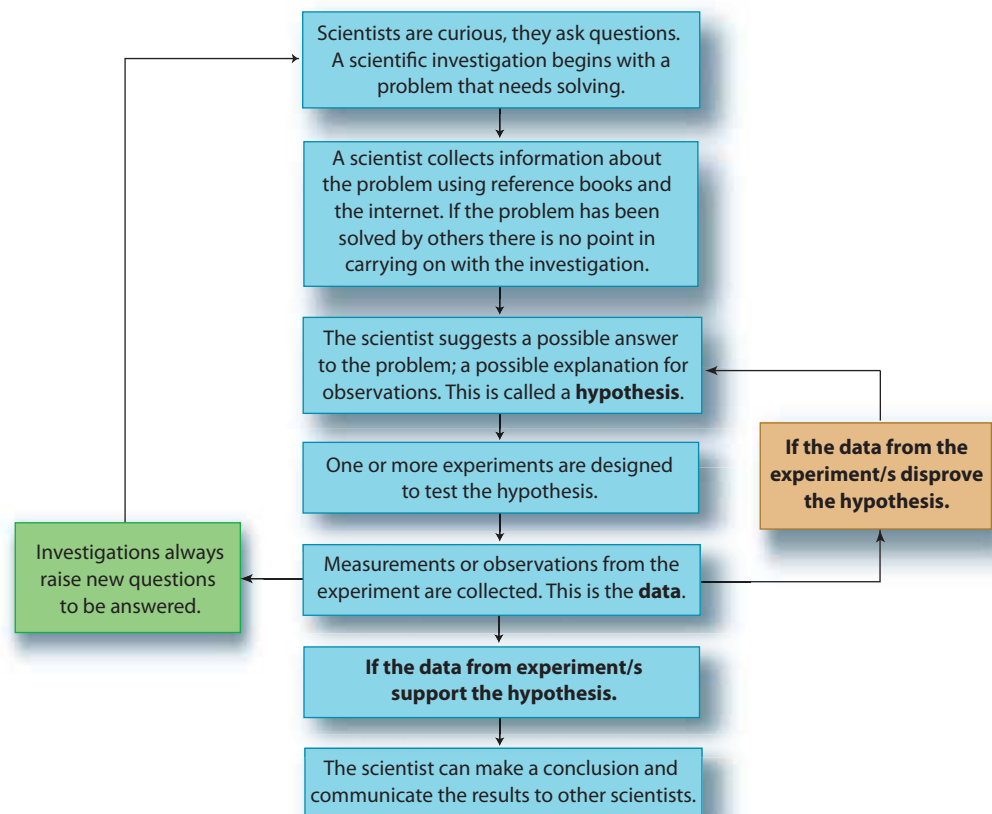 Scientists are curious, they ask questions.
A scientific investigation begins with a
problem that needs solving.
A scientist collects information about
the problem using reference books and
the internet. If the problem has been
solved by others there is no point in
carrying on with the investigation.
The scientist suggests a possible answer
to the problem; a possible explanation for
observations. This is called a hypothesis.
If the data from the
experiment/s disprove
the hypothesis.
One or more experiments are designed
to test the hypothesis.
Investigations always
raise new questions
to be answered.
Measurements or observations from the
experiment are collected. This is the data.
If the data from experiment/s
support the hypothesis.
The scientist can make a conclusion and
communicate the results to other scientists.